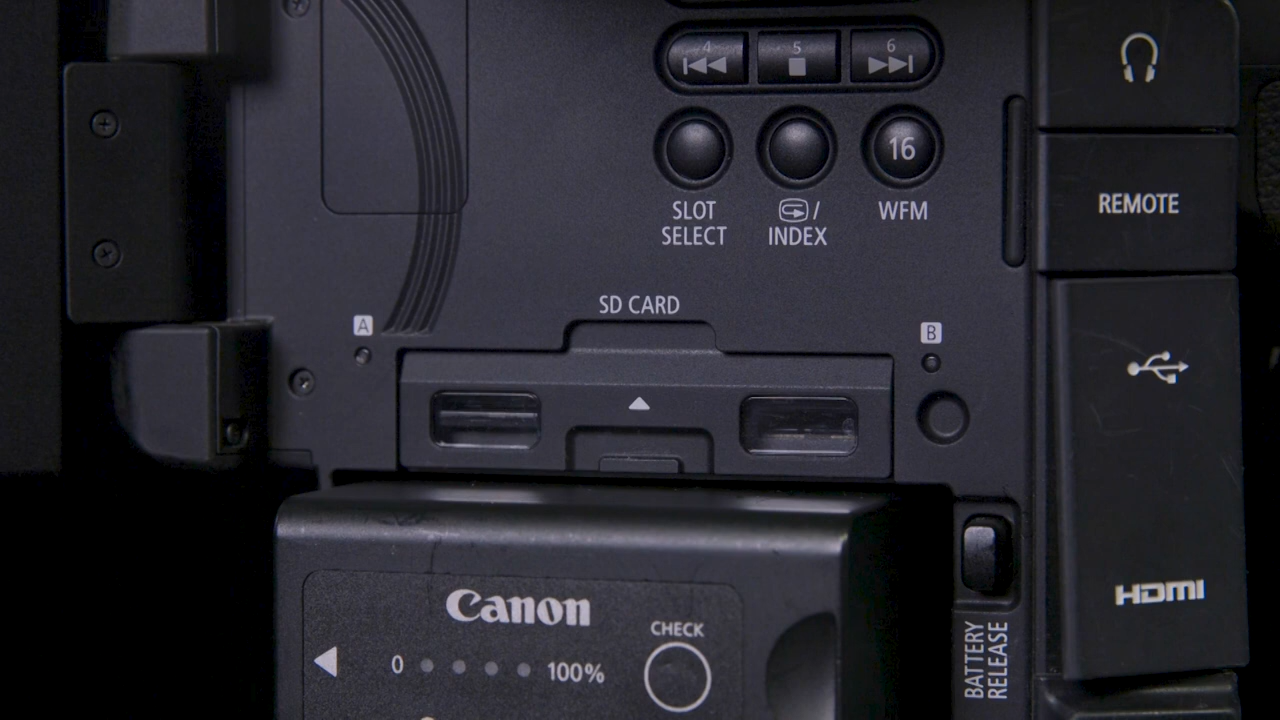 4 5 6
16
SLOT
SELECT
/
INDEX
WFM
REMOTE
SD CARD
A
B
HDMI
Canon
CHECK
0 100%
BATTERY
RELEASE